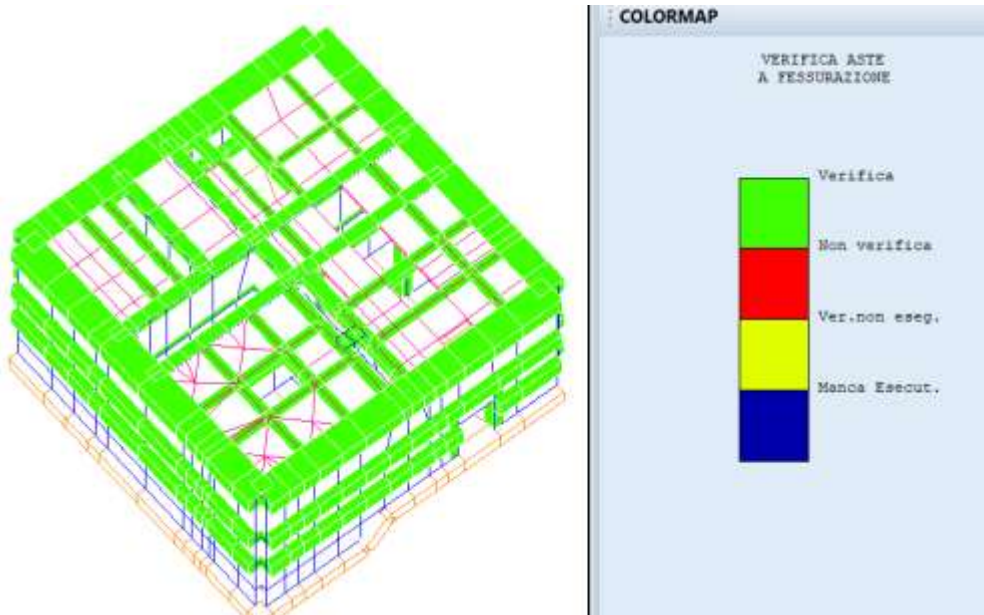 COLORMAP
VERIFICA ASTE
A FESSURAZIONE
Verifica
Non verifica
Ver.non eseg.
Manca Esecut.